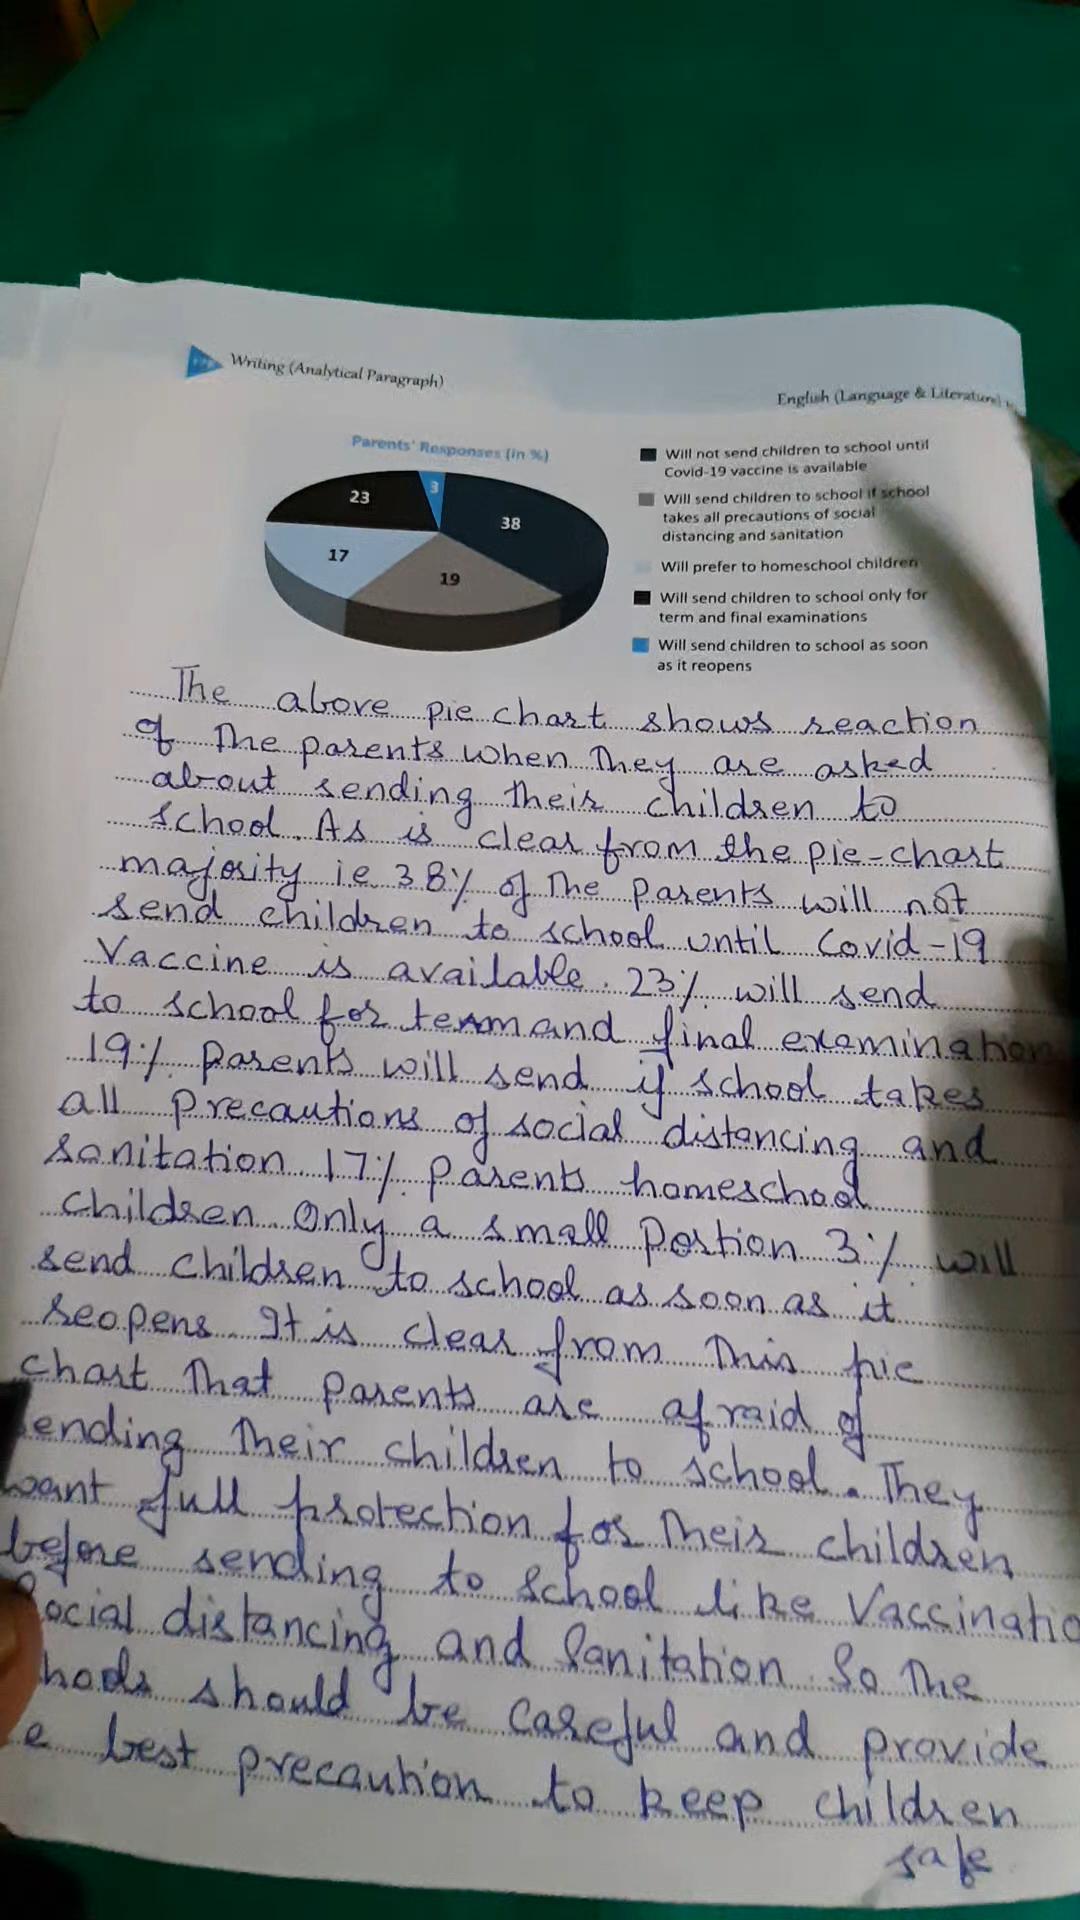 Writing (Analytical Paragraph)
English (Language & Literature)
Parents' Responses (in %)
3
23
38
17
19
Will not send children to school until
Covid-19 vaccine is available
Will send children to school if school
takes all precautions of social
distancing and sanitation
Will prefer to homeschool children
Will send children to school only for
term and final examinations
Will send children to school as soon
as it reopens
The above pie chart shows reaction
of the parents when they are asked
about sending their children to
school. As is clear from the pie-chart
majority i.e. 38% of the parents will not
send children to school until Covid-19
Vaccine is available. 23% will send
to school for term and final examination
19% parents will send if school takes
all precautions of social distancing and
sanitation. 17% parents homeschool
children. Only a small portion 3% will
send children to school as soon as it
reopens. It is clear from this pie
chart that parents are afraid of
sending their children to school. They
want full protection for their children
before sending to school like Vaccinatio
Social distancing and Sanitation. So the
hools should be careful and provide
e best precaution to keep children
safe